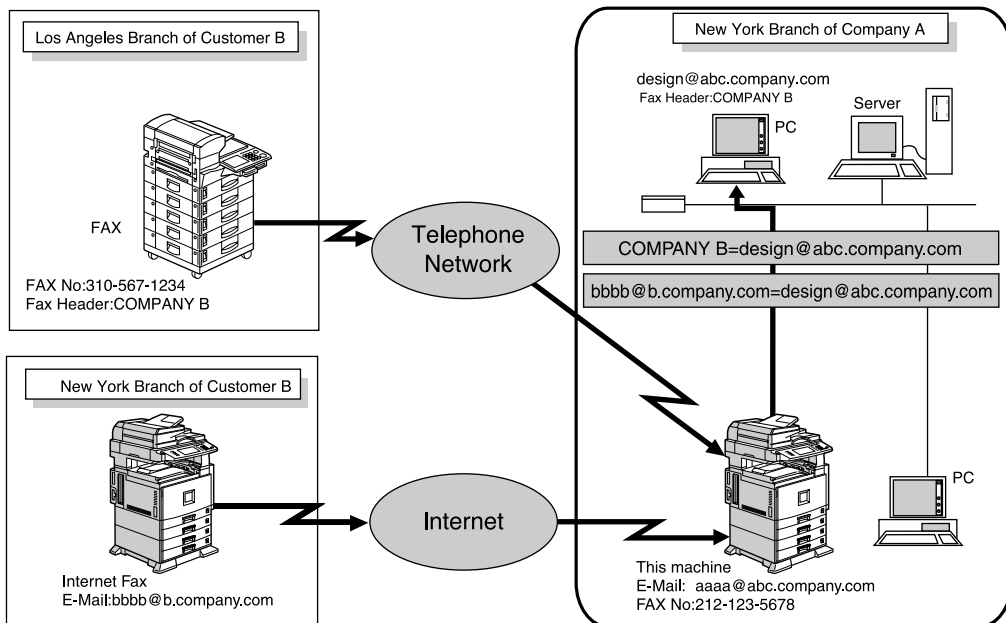 Los Angeles Branch of Customer B
FAX
FAX No:310-567-1234
Fax Header:COMPANY B
Telephone
Network
New York Branch of Company A
design@abc.company.com
Fax Header:COMPANY B
PC
Server
COMPANY B=design@abc.company.com
bbbb@b.company.com=design@abc.company.com
New York Branch of Customer B
Internet Fax
E-Mail:bbbb@b.company.com
Internet
PC
This machine
E-Mail: aaaa@abc.company.com
FAX No:212-123-5678